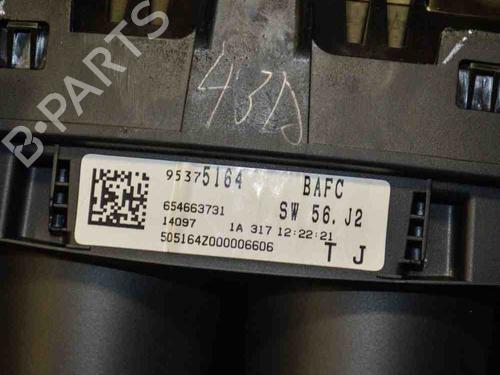 B-PARTS
43D
95375164 BAFC
654663731 SW 56.J2
14097 1A 317 12:22:21
505164Z000006606 T J